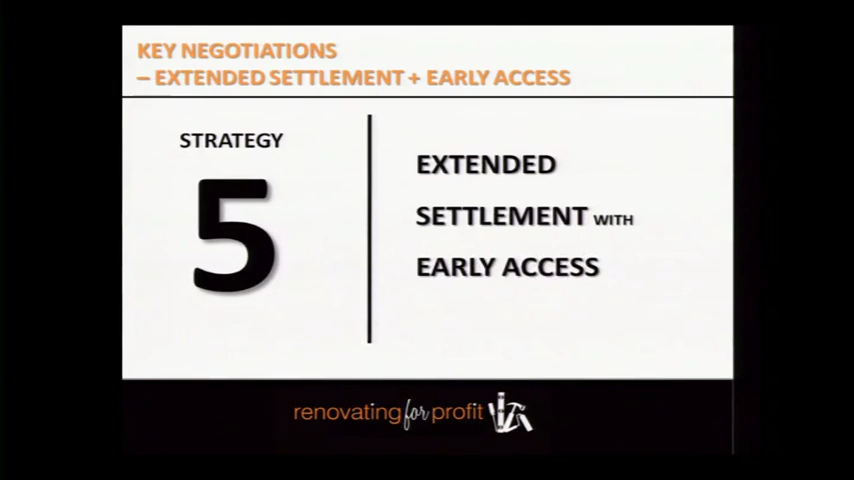 KEY NEGOTIATIONS
– EXTENDED SETTLEMENT + EARLY ACCESS
STRATEGY
5
EXTENDED
SETTLEMENT WITH
EARLY ACCESS
renovating for profit